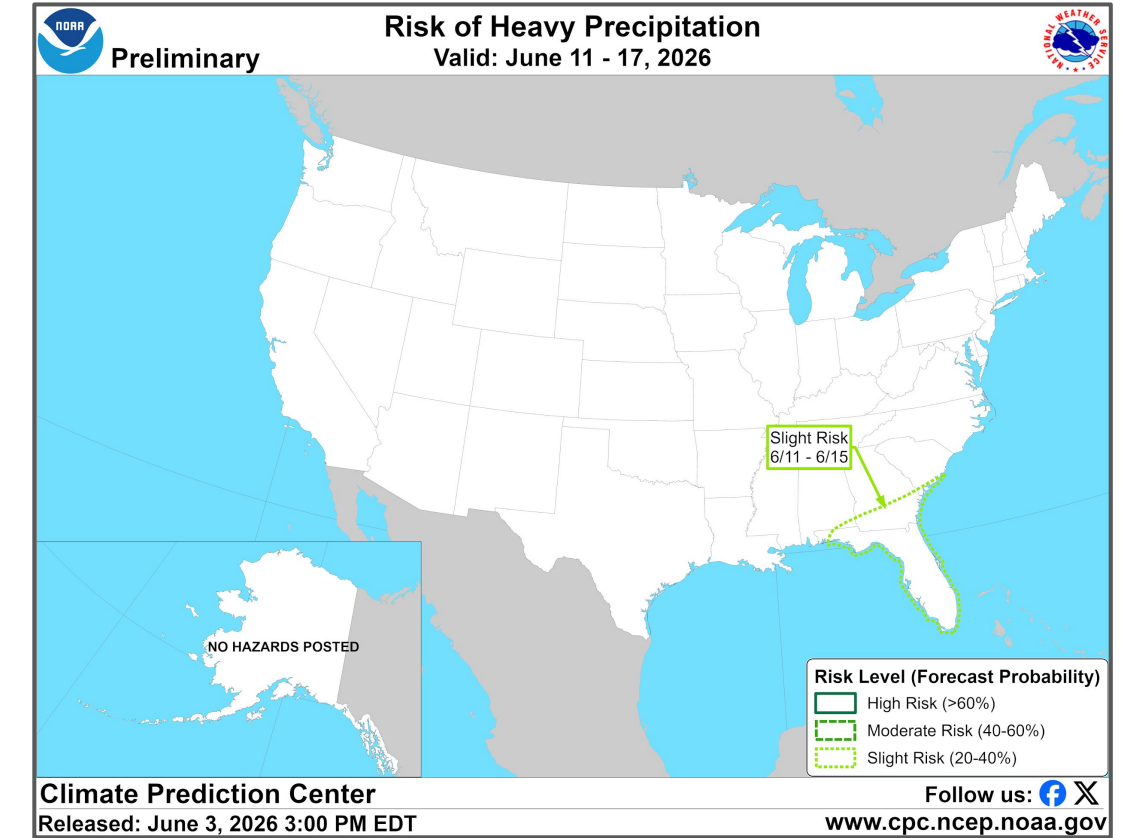 NOAA
Preliminary
Risk of Heavy Precipitation
Valid: June 11 - 17, 2026
NATIONAL WEATHER SERVICE
Slight Risk
6/11 - 6/15
NO HAZARDS POSTED
Risk Level (Forecast Probability)
High Risk (>60%)
Moderate Risk (40-60%)
Slight Risk (20-40%)
Climate Prediction Center
Follow us:
Released: June 3, 2026 3:00 PM EDT
www.cpc.ncep.noaa.gov